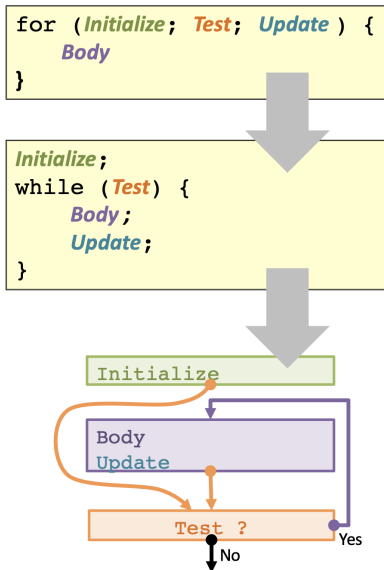 for (Initialize; Test; Update ) {
Body
}
Initialize;
while (Test) {
Body;
Update;
}
Initialize
Body
Update
Test ?
Yes
No